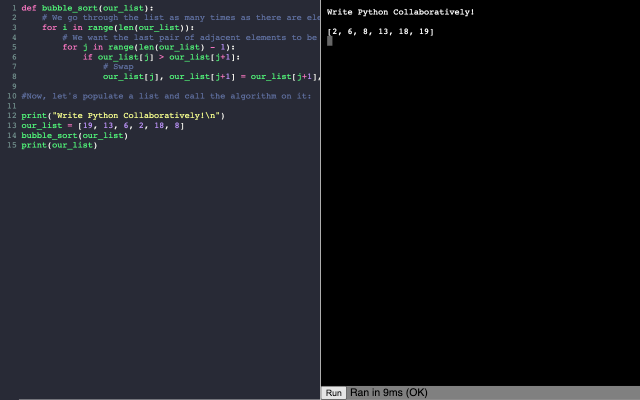 1 def bubble_sort(our_list):
2 # We go through the list as many times as there are
3 for i in range(len(our_list)):
4 # We want the last pair of adjacent elements to be
5 for j in range(len(our_list) - 1):
6 if our_list[j] > our_list[j+1]:
7 # Swap
8 our_list[j], our_list[j+1] = our_list[j+1],
9
10 #Now, let's populate a list and call the algorithm on it:
11
12 print("Write Python Collaboratively!\n")
13 our_list = [19, 13, 6, 2, 18, 8]
14 bubble_sort(our_list)
15 print(our_list)
Write Python Collaboratively!
[2, 6, 8, 13, 18, 19]
Run Ran in 9ms (OK)